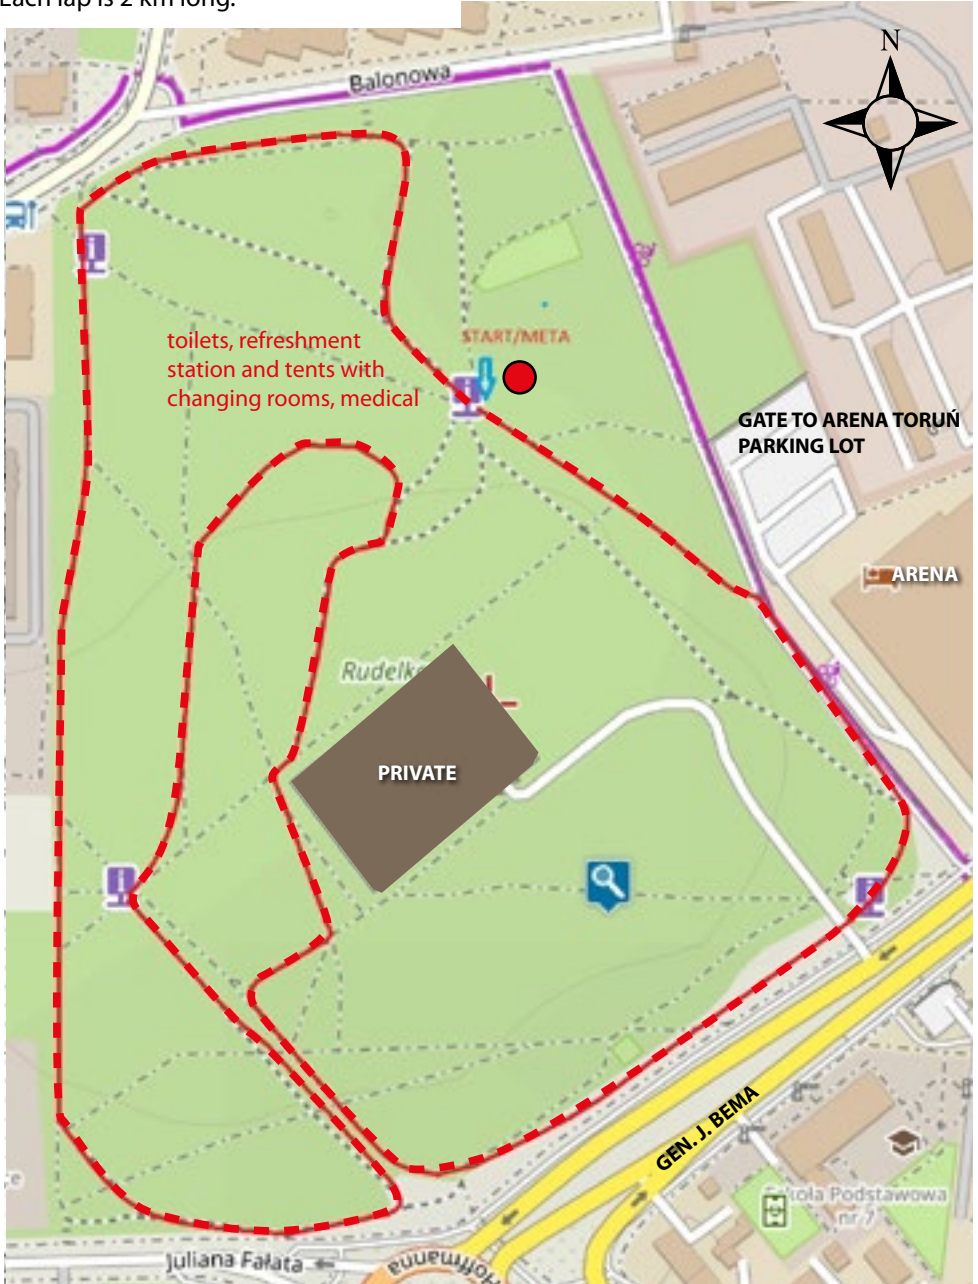 Each lap is 2 km long.
N
Balonowa
START/META
toilets, refreshment
station and tents with
changing rooms, medical
GATE TO ARENA TORUŃ
PARKING LOT
ARENA
PRIVATE
GEN. J. BEMA
Szkoła Podstawowa
nr 7
Juliana Fałata